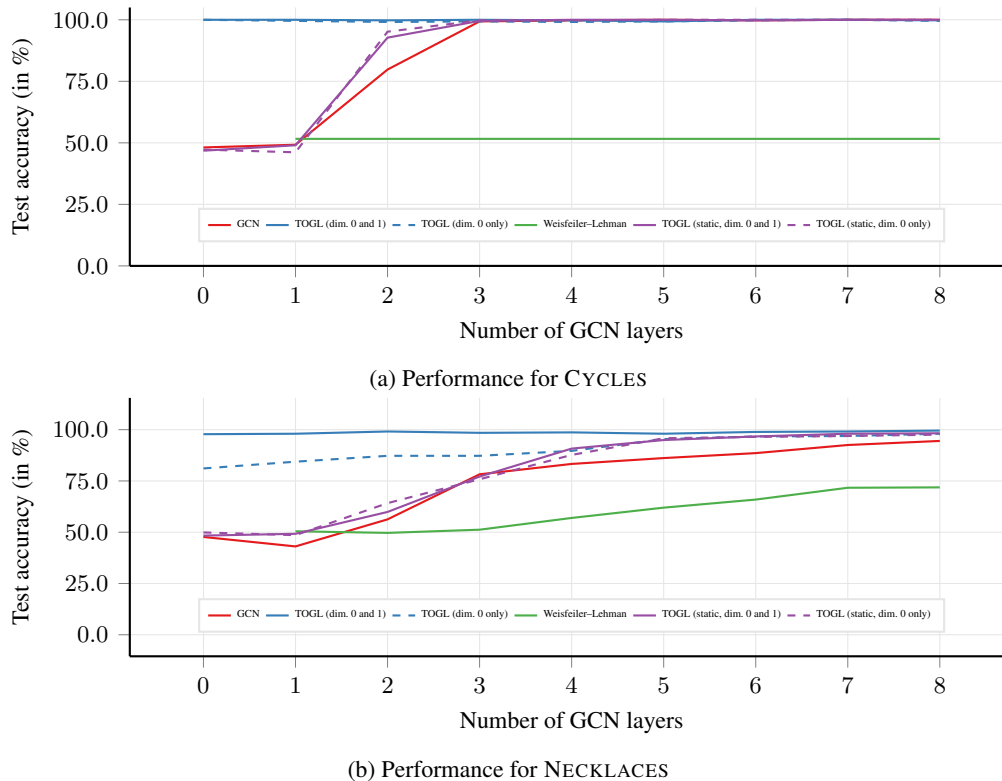 100.0
75.0
50.0
25.0
0.0
Test accuracy (in %)
GCN TOGL (dim. 0 and 1) TOGL (dim. 0 only) Weisfeiler–Lehman TOGL (static, dim. 0 and 1) TOGL (static, dim. 0 only)
0 1 2 3 4 5 6 7 8
Number of GCN layers
(a) Performance for CYCLES
100.0
75.0
50.0
25.0
0.0
Test accuracy (in %)
GCN TOGL (dim. 0 and 1) TOGL (dim. 0 only) Weisfeiler–Lehman TOGL (static, dim. 0 and 1) TOGL (static, dim. 0 only)
0 1 2 3 4 5 6 7 8
Number of GCN layers
(b) Performance for NECKLACES